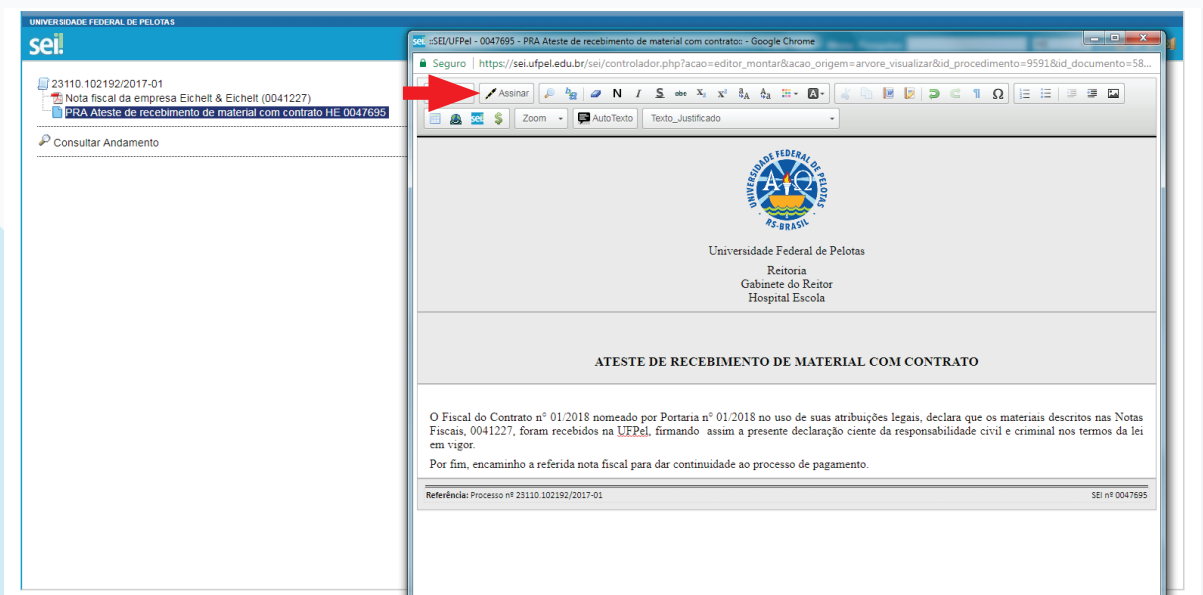 UNIVERSIDADE FEDERAL DE PELOTAS
sei!
23110.102192/2017-01
Nota fiscal da empresa Eichelt & Eichelt (0041227)
PRA Ateste de recebimento de material com contrato HE 0047695
Consultar Andamento
sei ::SEI/UFPel - 0047695 - PRA Ateste de recebimento de material com contrato:: - Google Chrome
Seguro | https://sei.ufpel.edu.br/sei/controlador.php?acao=editor_montar&acao_origem=arvore_visualizar&id_procedimento=9591&id_documento=58...
Assinar N I S abc X₂ X² Ω
sei $ Zoom AutoTexto Texto_Justificado
UNIVERSIDADE FEDERAL DE PELOTAS
ΑΩ
RS-BRASIL
Universidade Federal de Pelotas
Reitoria
Gabinete do Reitor
Hospital Escola
ATESTE DE RECEBIMENTO DE MATERIAL COM CONTRATO
O Fiscal do Contrato n° 01/2018 nomeado por Portaria n° 01/2018 no uso de suas atribuições legais, declara que os materiais descritos nas Notas
Fiscais, 0041227, foram recebidos na UFPel, firmando assim a presente declaração ciente da responsabilidade civil e criminal nos termos da lei
em vigor.
Por fim, encaminho a referida nota fiscal para dar continuidade ao processo de pagamento.
Referência: Processo nº 23110.102192/2017-01 SEI nº 0047695